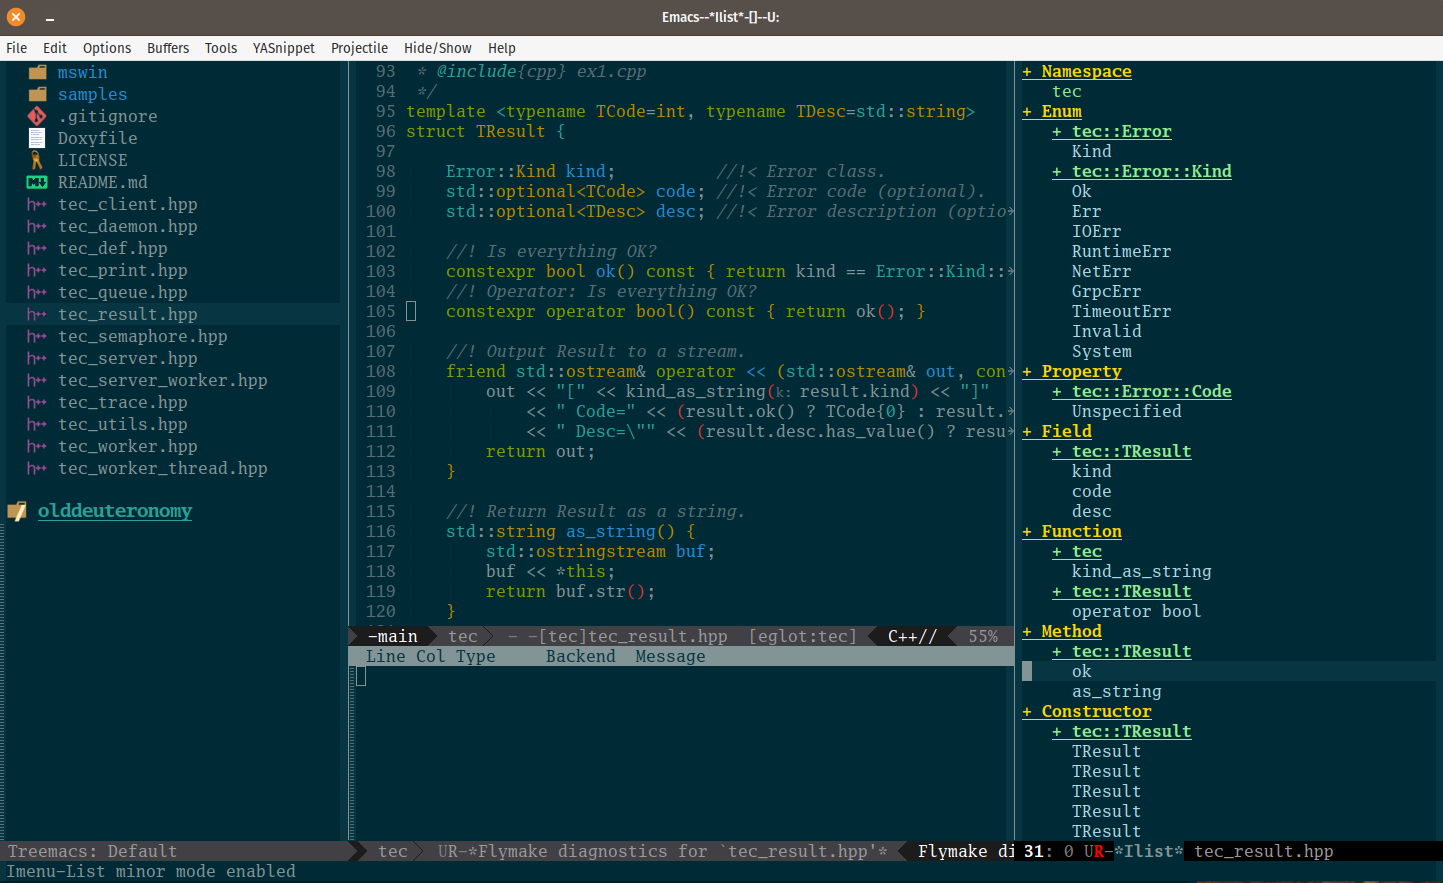 Emacs--*Ilist*-[]--U:
File Edit Options Buffers Tools YASnippet Projectile Hide/Show Help
mswin
samples
.gitignore
Doxyfile
LICENSE
README.md
tec_client.hpp
tec_daemon.hpp
tec_def.hpp
tec_print.hpp
tec_queue.hpp
tec_result.hpp
tec_semaphore.hpp
tec_server.hpp
tec_server_worker.hpp
tec_trace.hpp
tec_utils.hpp
tec_worker.hpp
tec_worker_thread.hpp
olddeuteronomy
93  * @include{cpp} ex1.cpp
94  */
95 template <typename TCode=int, typename TDesc=std::string>
96 struct TResult {
97
98     Error::Kind kind;          //!< Error class.
99     std::optional<TCode> code; //!< Error code (optional).
100     std::optional<TDesc> desc; //!< Error description (optio
101
102     //! Is everything OK?
103     constexpr bool ok() const { return kind == Error::Kind::
104     //! Operator: Is everything OK?
105     constexpr operator bool() const { return ok(); }
106
107     //! Output Result to a stream.
108     friend std::ostream& operator << (std::ostream& out, con
109         out << "[" << kind_as_string(k: result.kind) << "]"
110             << " Code=" << (result.ok() ? TCode{0} : result.
111             << " Desc=\"" << (result.desc.has_value() ? resu
112         return out;
113     }
114
115     //! Return Result as a string.
116     std::string as_string() {
117         std::ostringstream buf;
118         buf << *this;
119         return buf.str();
120     }
-main tec - -[tec]tec_result.hpp [eglot:tec] C++// 55%
Line Col Type Backend Message
+ Namespace
tec
+ Enum
+ tec::Error
Kind
+ tec::Error::Kind
Ok
Err
IOErr
RuntimeErr
NetErr
GrpcErr
TimeoutErr
Invalid
System
+ Property
+ tec::Error::Code
Unspecified
+ Field
+ tec::TResult
kind
code
desc
+ Function
+ tec
kind_as_string
+ tec::TResult
operator bool
+ Method
+ tec::TResult
ok
as_string
+ Constructor
+ tec::TResult
TResult
TResult
TResult
TResult
TResult
Treemacs: Default tec UR-*Flymake diagnostics for `tec_result.hpp'* Flymake di 31: 0 UR-*Ilist* tec_result.hpp
Imenu-List minor mode enabled